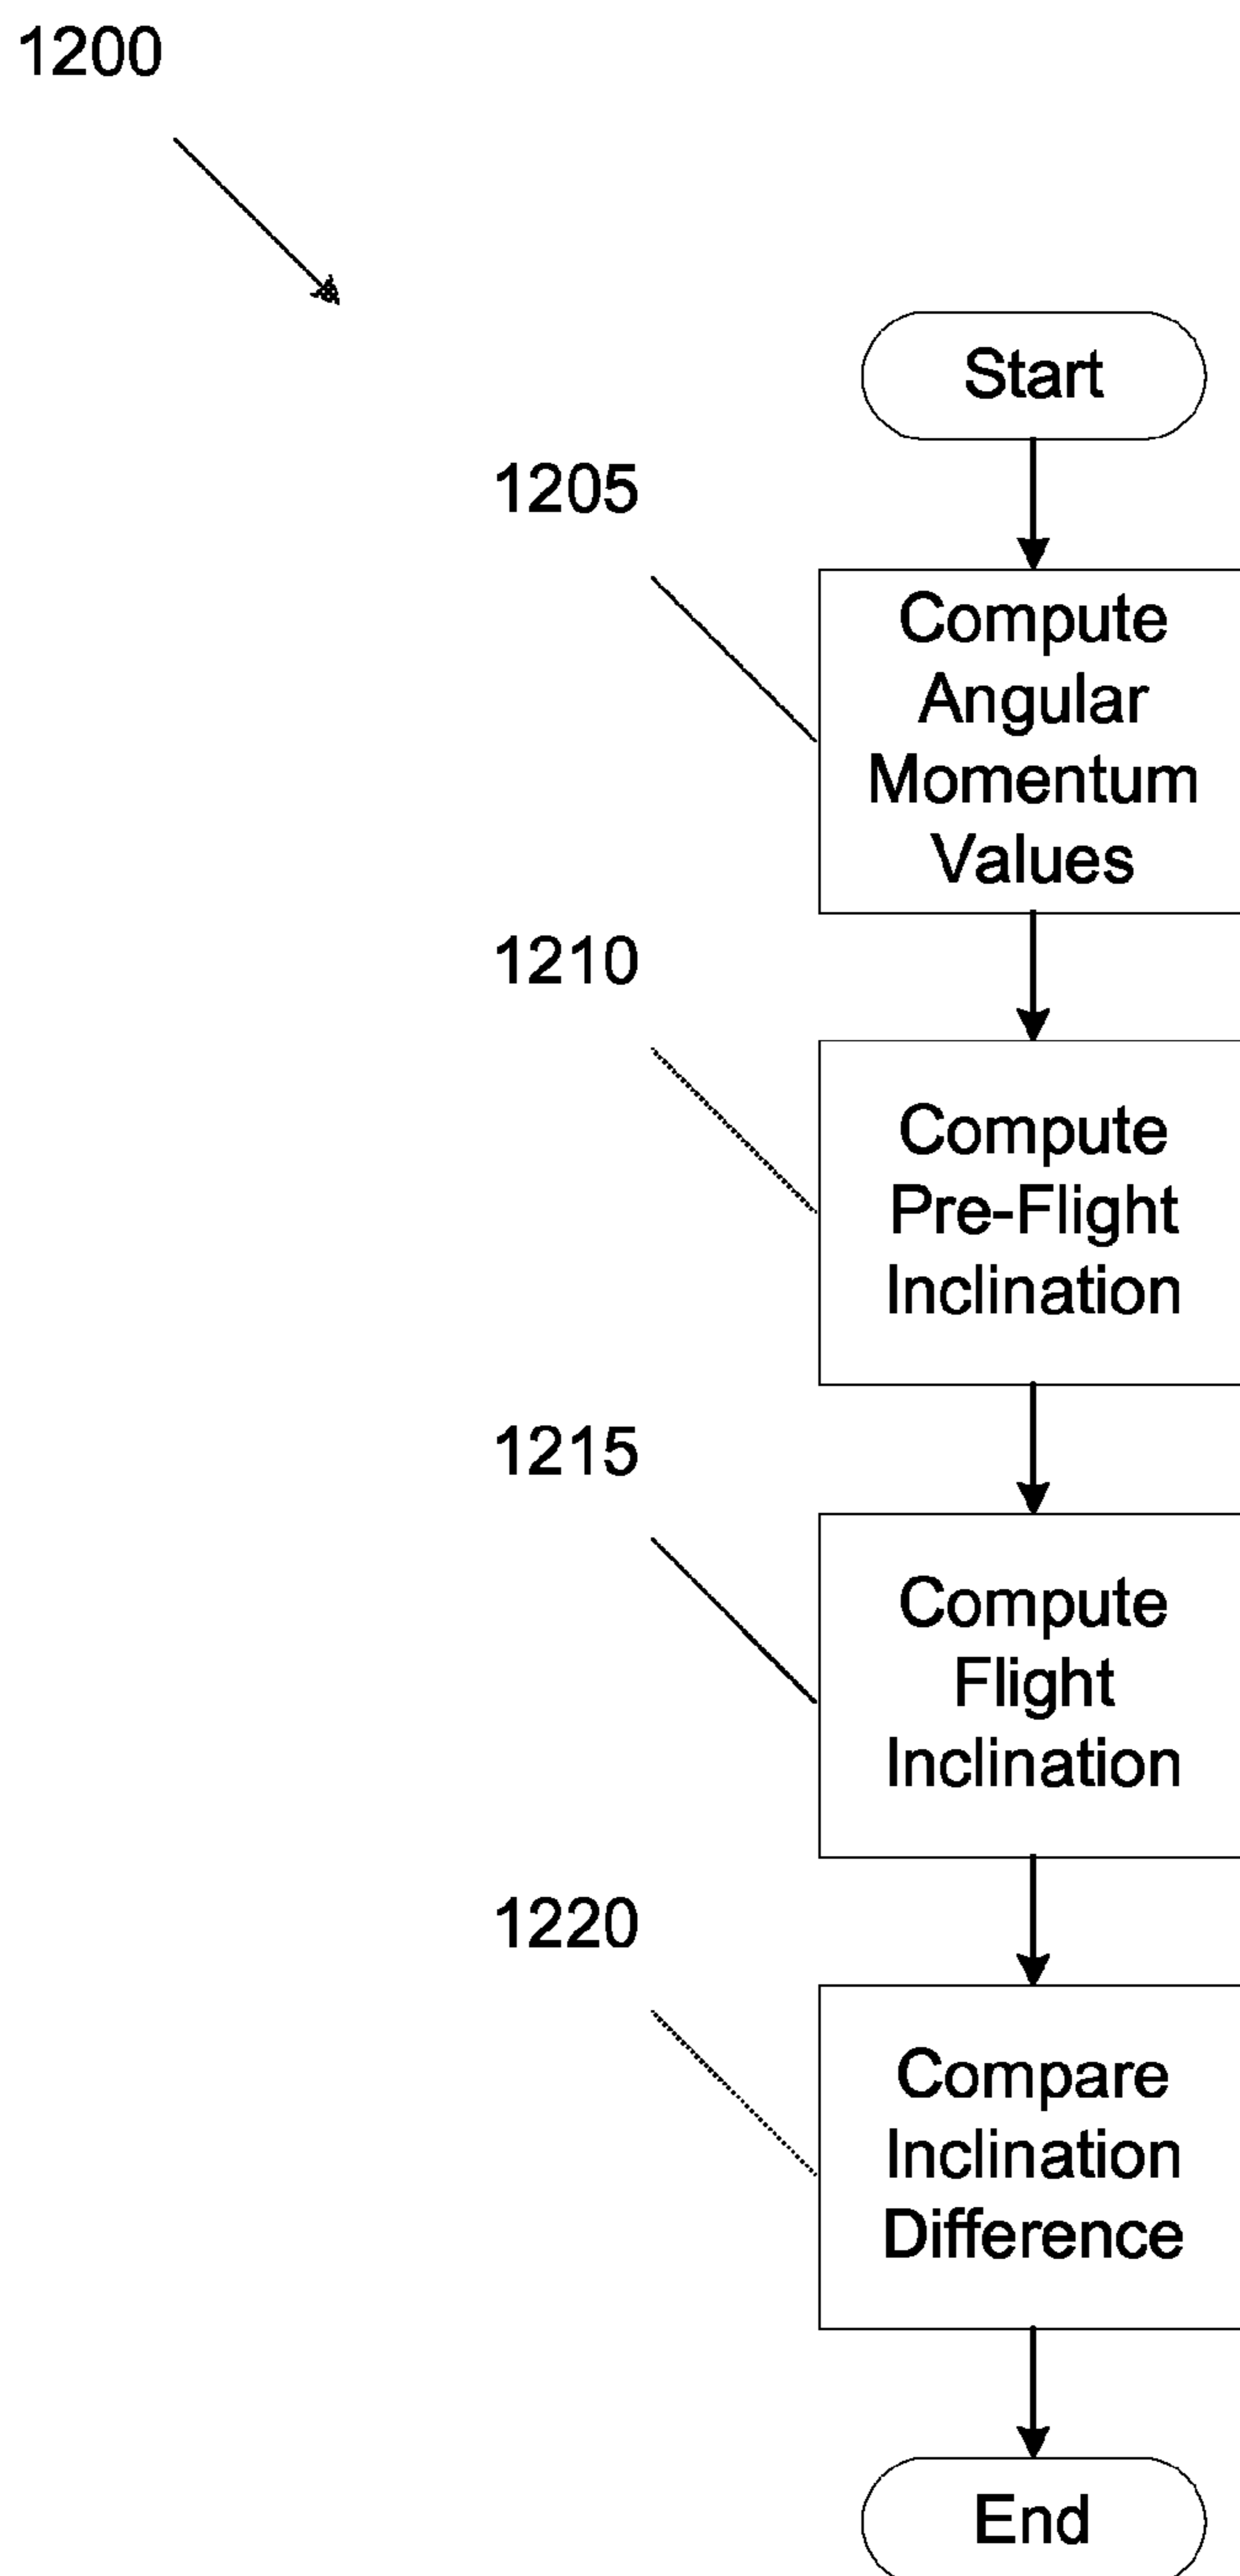 1200
Start
1205
Compute
Angular
Momentum
Values
1210
Compute
Pre-Flight
Inclination
1215
Compute
Flight
Inclination
1220
Compare
Inclination
Difference
End